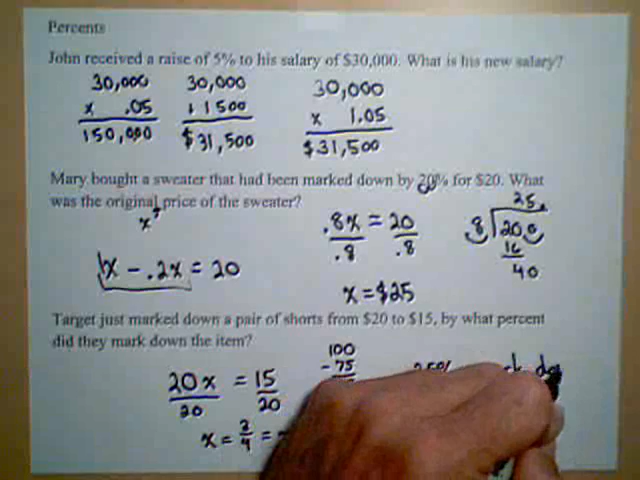 Percents
John received a raise of 5% to his salary of $30,000. What is his new salary?
30,000 30,000 30,000
x .05 +1500 x 1.05
150,000 $31,500 $31,500
Mary bought a sweater that had been marked down by 20% for $20. What
was the original price of the sweater?
x
.8x = 20
.8 .8
25.
8 200
16
40
1x - .2x = 20
x = $25
Target just marked down a pair of shorts from $20 to $15, by what percent
did they mark down the item?
20x = 15
20 20
x = 3/4 =
100
- 75
25%